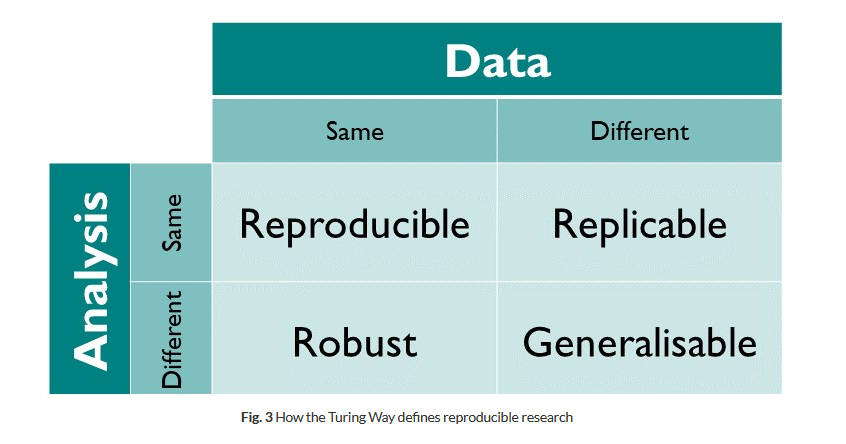 Data
Same Different
Analysis
Same
Reproducible Replicable
Different
Robust Generalisable
Fig. 3 How the Turing Way defines reproducible research